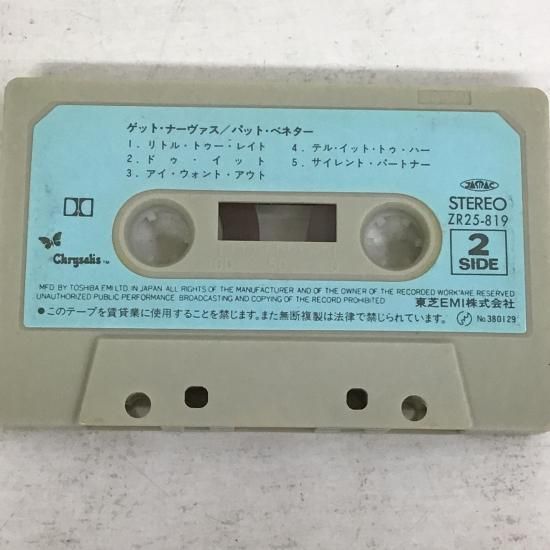 ゲット・ナーヴァス／パット・ベネター
1. リトル・トゥー・レイト
2. ドゥ・イット
3. アイ・ウォント・アウト
4. テル・イット・トゥ・ハー
5. サイレント・パートナー
JASRAC
STEREO
ZR25-819
2
SIDE
Chrysalis TM
MFD BY TOSHIBA EMI LTD. IN JAPAN ALL RIGHTS OF THE MANUFACTURER AND OF THE OWNER OF THE RECORDED WORK ARE RESERVED
UNAUTHORIZED PUBLIC PERFORMANCE BROADCASTING AND COPYING OF THE RECORD PROHIBITED
東芝EMI株式会社
●このテープを賃貸業に使用することを禁じます。また無断複製は法律で禁じられています。
No.380129